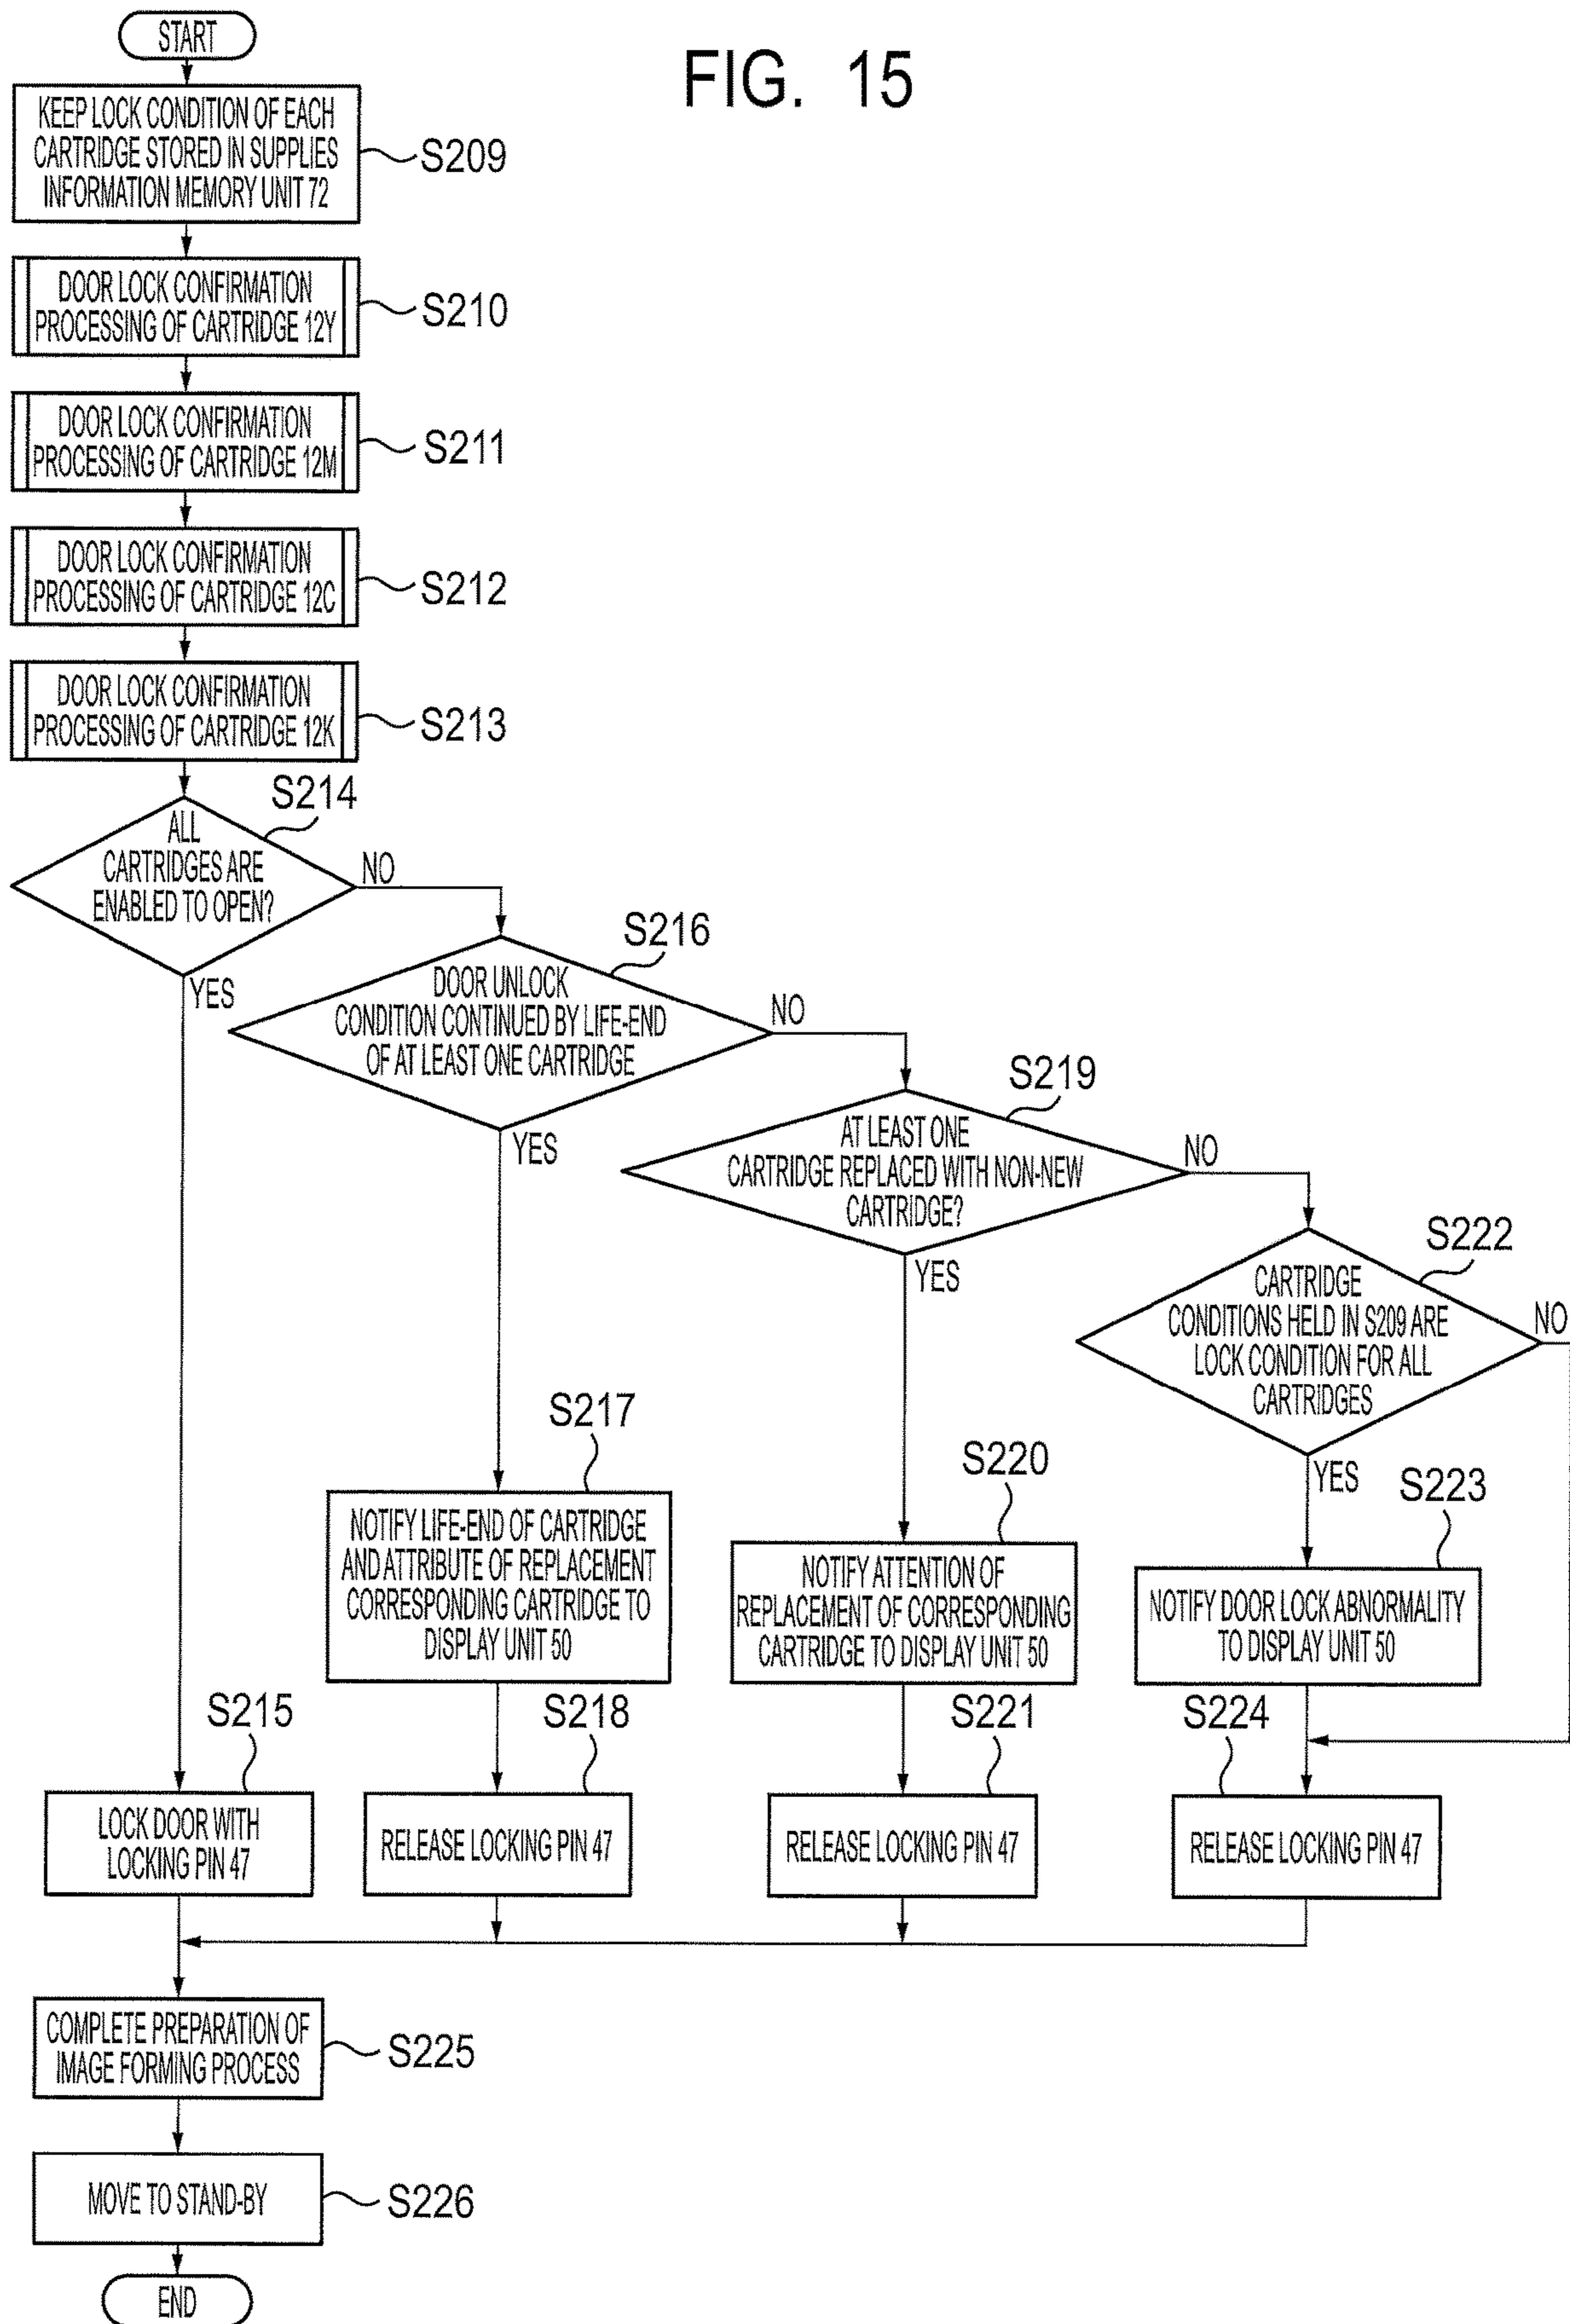 START
FIG. 15
KEEP LOCK CONDITION OF EACH
CARTRIDGE STORED IN SUPPLIES
INFORMATION MEMORY UNIT 72
S209
DOOR LOCK CONFIRMATION
PROCESSING OF CARTRIDGE 12Y
S210
DOOR LOCK CONFIRMATION
PROCESSING OF CARTRIDGE 12M
S211
DOOR LOCK CONFIRMATION
PROCESSING OF CARTRIDGE 12C
S212
DOOR LOCK CONFIRMATION
PROCESSING OF CARTRIDGE 12K
S213
S214
ALL
CARTRIDGES ARE
ENABLED TO OPEN?
NO
YES
S216
DOOR UNLOCK
CONDITION CONTINUED BY LIFE-END
OF AT LEAST ONE CARTRIDGE
NO
YES
S219
AT LEAST ONE
CARTRIDGE REPLACED WITH NON-NEW
CARTRIDGE?
NO
YES
S222
CARTRIDGE
CONDITIONS HELD IN S209 ARE
LOCK CONDITION FOR ALL
CARTRIDGES
NO
YES
S217
NOTIFY LIFE-END OF CARTRIDGE
AND ATTRIBUTE OF REPLACEMENT
CORRESPONDING CARTRIDGE TO
DISPLAY UNIT 50
S220
NOTIFY ATTENTION OF
REPLACEMENT OF CORRESPONDING
CARTRIDGE TO DISPLAY UNIT 50
S223
NOTIFY DOOR LOCK ABNORMALITY
TO DISPLAY UNIT 50
S215
LOCK DOOR WITH
LOCKING PIN 47
S218
RELEASE LOCKING PIN 47
S221
RELEASE LOCKING PIN 47
S224
RELEASE LOCKING PIN 47
COMPLETE PREPARATION OF
IMAGE FORMING PROCESS
S225
MOVE TO STAND-BY
S226
END